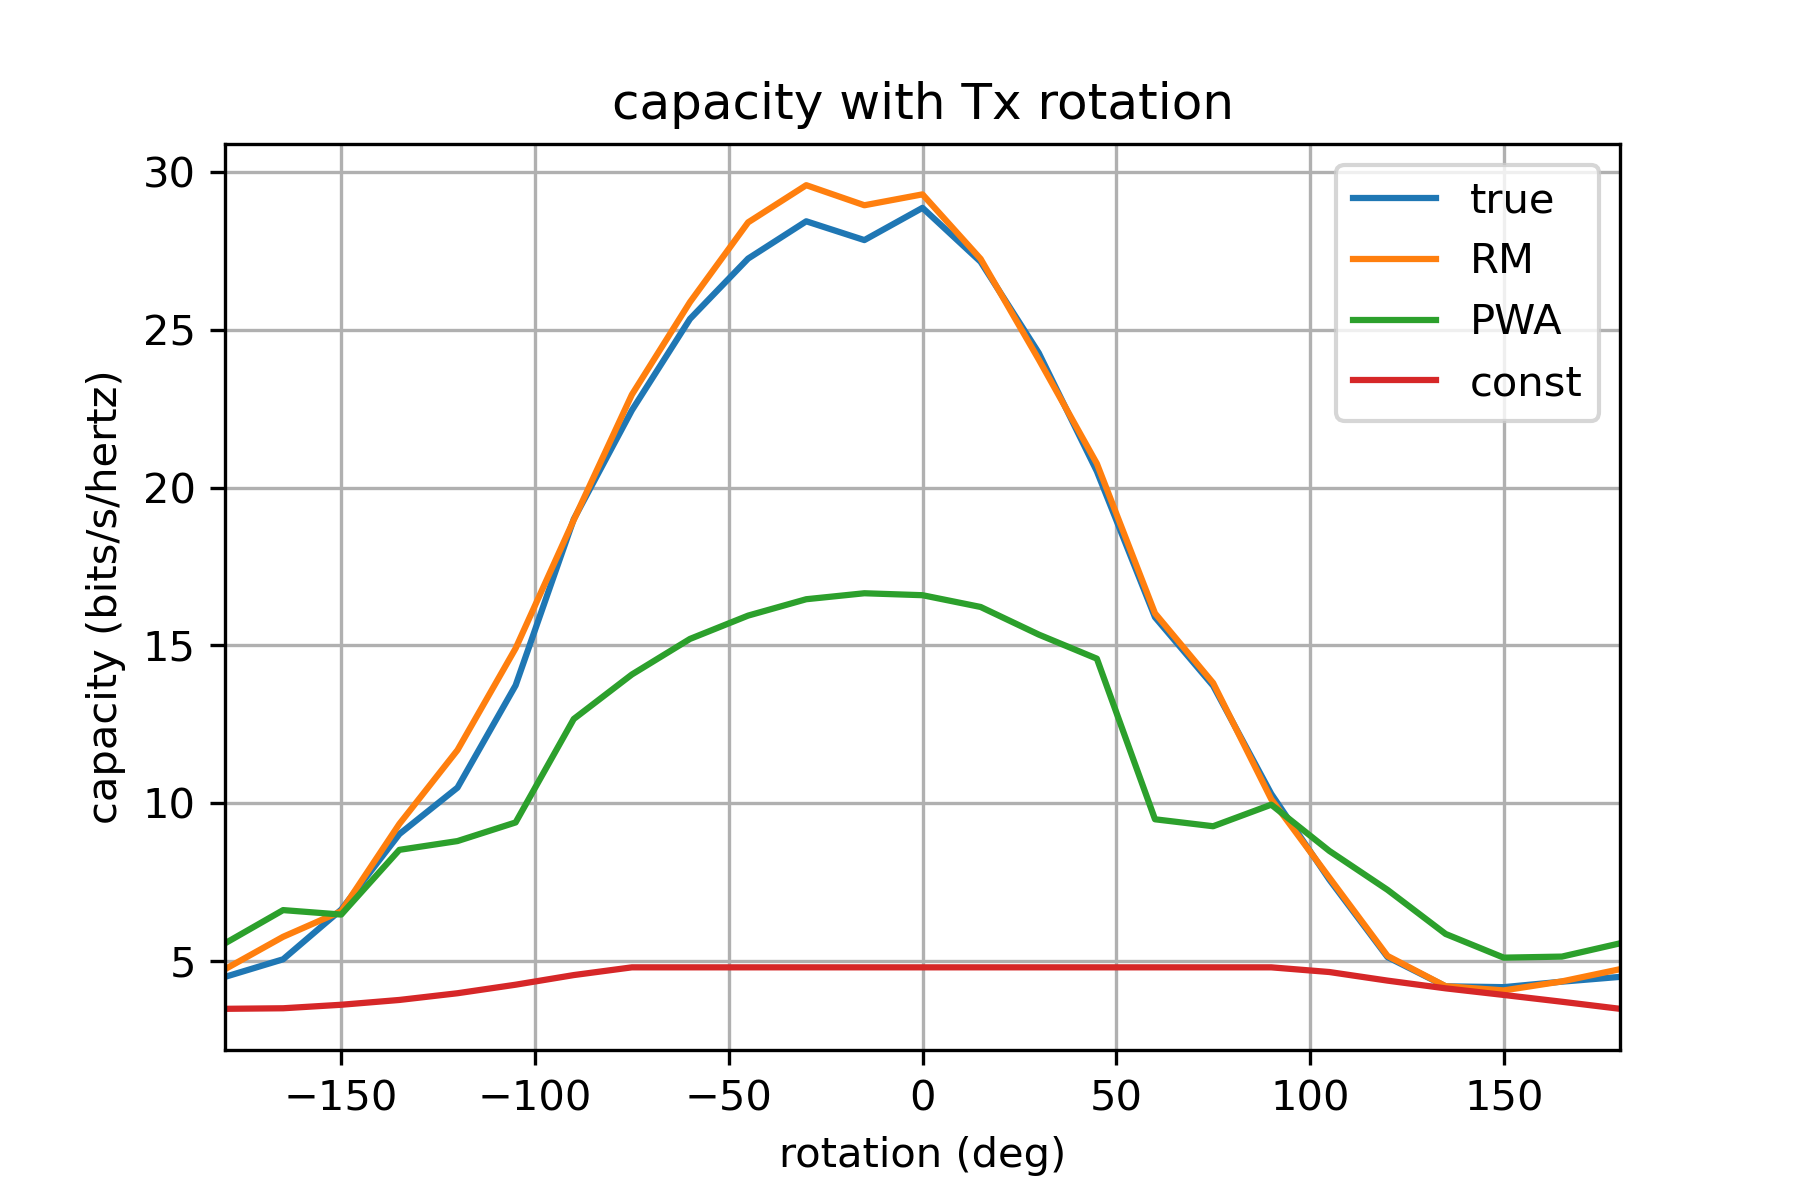 capacity with Tx rotation
30
25
20
15
10
5
capacity (bits/s/hertz)
true
RM
PWA
const
−150
−100
−50
0
50
100
150
rotation (deg)